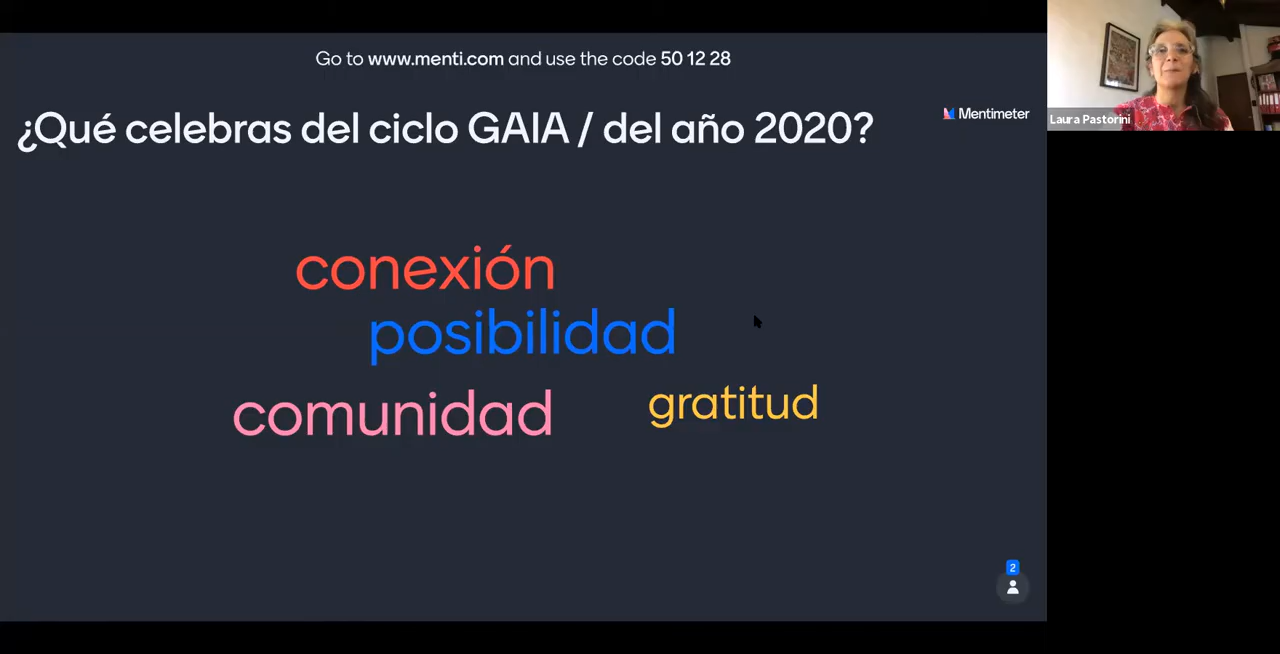 Go to www.menti.com and use the code 50 12 28
¿Qué celebras del ciclo GAIA / del año 2020?
Mentimeter
Laura Pastorini
conexión
posibilidad
comunidad
gratitud
2